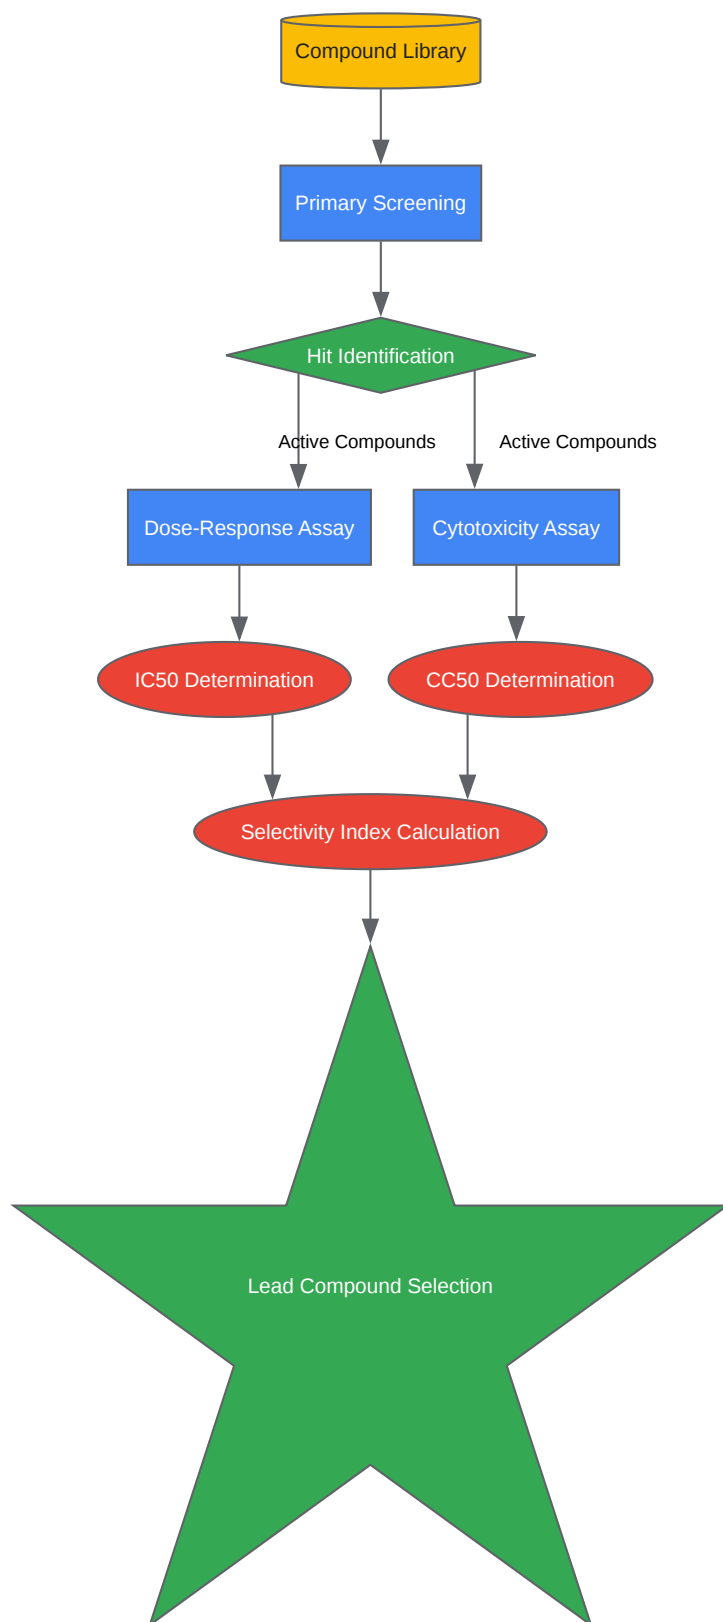 Compound Library
Primary Screening
Hit Identification
Active Compounds
Active Compounds
Dose-Response Assay
Cytotoxicity Assay
IC50 Determination
CC50 Determination
Selectivity Index Calculation
Lead Compound Selection